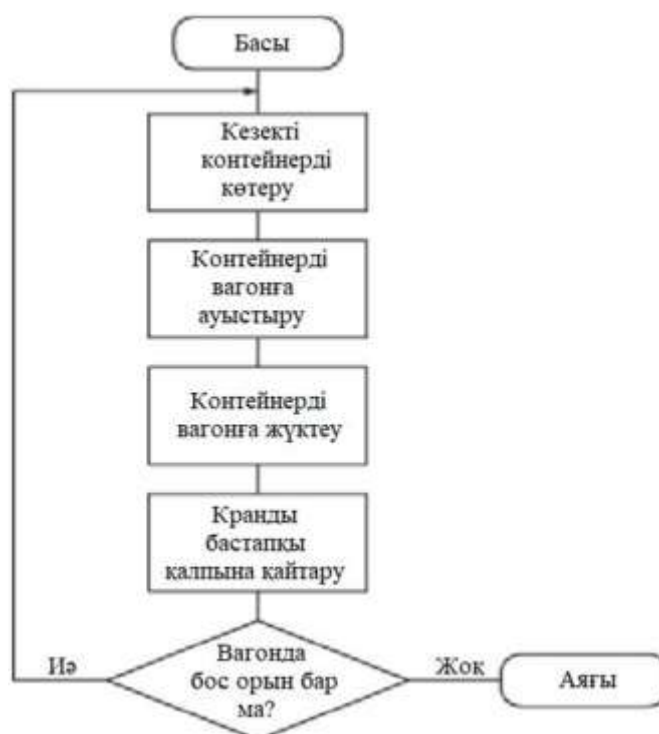 Басы
Кезекті
контейнерді
көтеру
Контейнерді
вагонға
ауыстыру
Контейнерді
вагонға жүктеу
Кранды
бастапқы
қалпына қайтару
Вагонда
бос орын бар
ма?
Иә
Жоқ
Аяғы